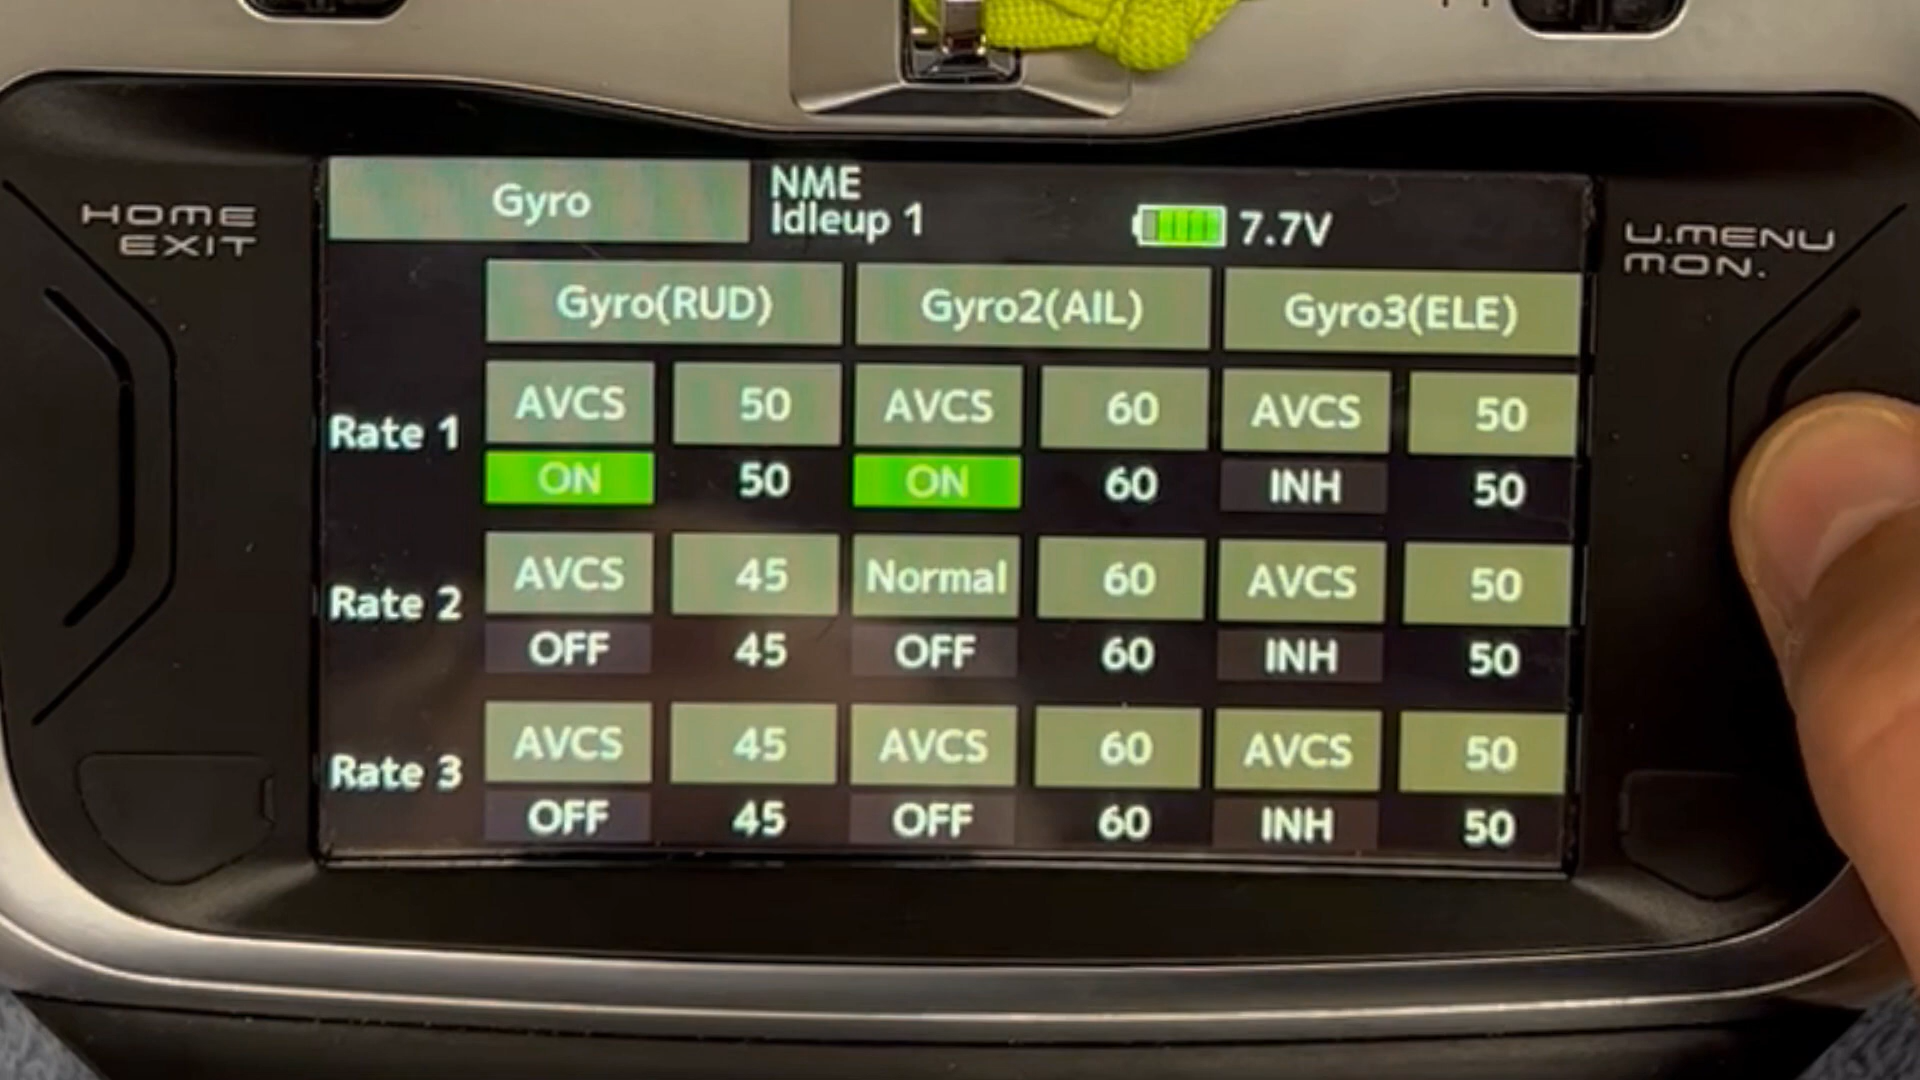 HOME
EXIT
U.MENU
MON.
Gyro
NME
Idleup 1
7.7V
Gyro(RUD) Gyro2(AIL) Gyro3(ELE)
Rate 1
AVCS 50 AVCS 60 AVCS 50
ON 50 ON 60 INH 50
Rate 2
AVCS 45 Normal 60 AVCS 50
OFF 45 OFF 60 INH 50
Rate 3
AVCS 45 AVCS 60 AVCS 50
OFF 45 OFF 60 INH 50